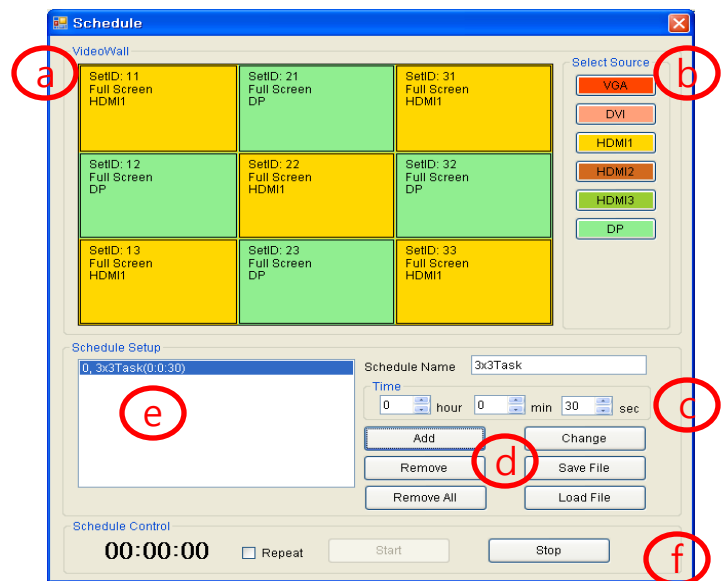 Schedule
VideoWall
a
SetID: 11
Full Screen
HDMI1
SetID: 21
Full Screen
DP
SetID: 31
Full Screen
HDMI1
SetID: 12
Full Screen
DP
SetID: 22
Full Screen
HDMI1
SetID: 32
Full Screen
DP
SetID: 13
Full Screen
HDMI1
SetID: 23
Full Screen
DP
SetID: 33
Full Screen
HDMI1
Select Source
b
VGA
DVI
HDMI1
HDMI2
HDMI3
DP
Schedule Setup
0, 3x3Task(0:0:30)
e
Schedule Name 3x3Task
Time
0 hour 0 min 30 sec
c
Add Change
d
Remove Save File
Remove All Load File
Schedule Control
00:00:00 Repeat Start Stop
f